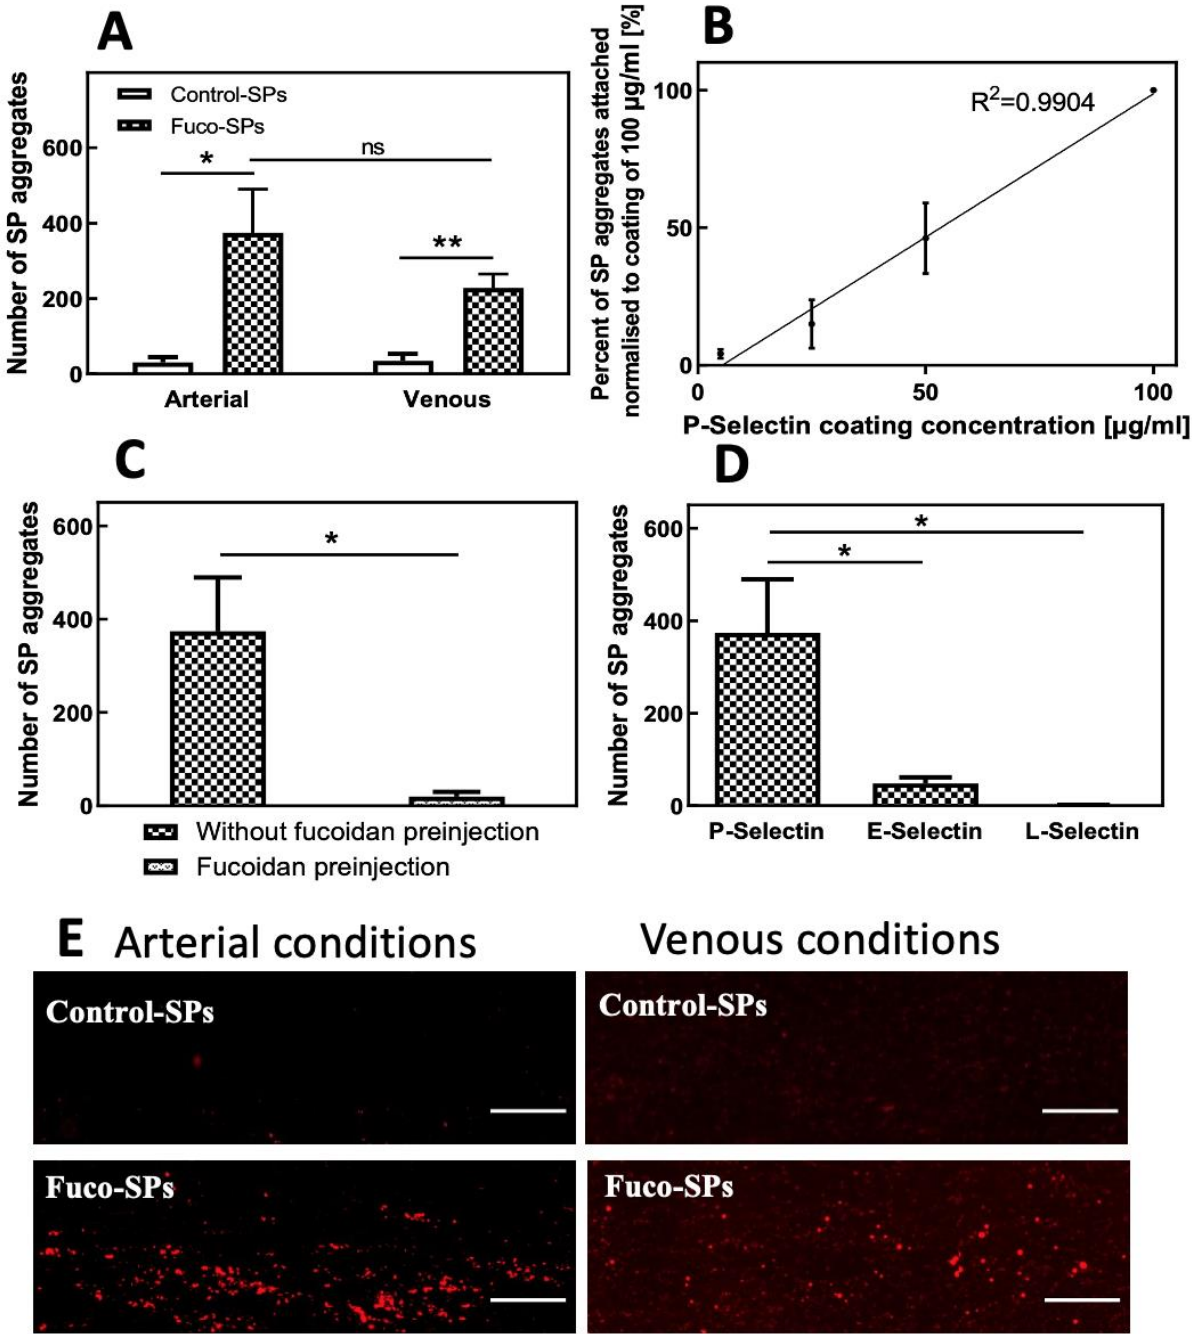 A
Number of SP aggregates
600
400
200
0
Control-SPs
Fuco-SPs
*
ns
**
Arterial
Venous
B
Percent of SP aggregates attached
normalised to coating of 100 µg/ml [%]
100
50
0
R²=0.9904
0
50
100
P-Selectin coating concentration [µg/ml]
C
Number of SP aggregates
600
400
200
0
*
Without fucoidan preinjection
Fucoidan preinjection
D
Number of SP aggregates
600
400
200
0
*
*
P-Selectin
E-Selectin
L-Selectin
E
Arterial conditions
Venous conditions
Control-SPs
Control-SPs
Fuco-SPs
Fuco-SPs